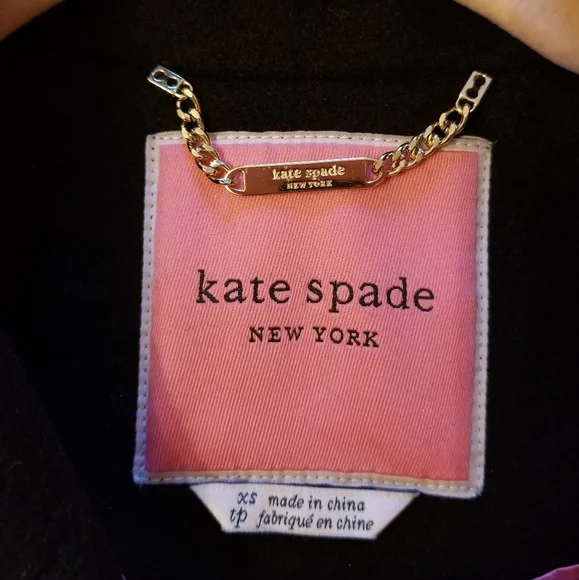 kate spade
NEW YORK
kate spade
NEW YORK
xs made in china
tp fabriqué en chine